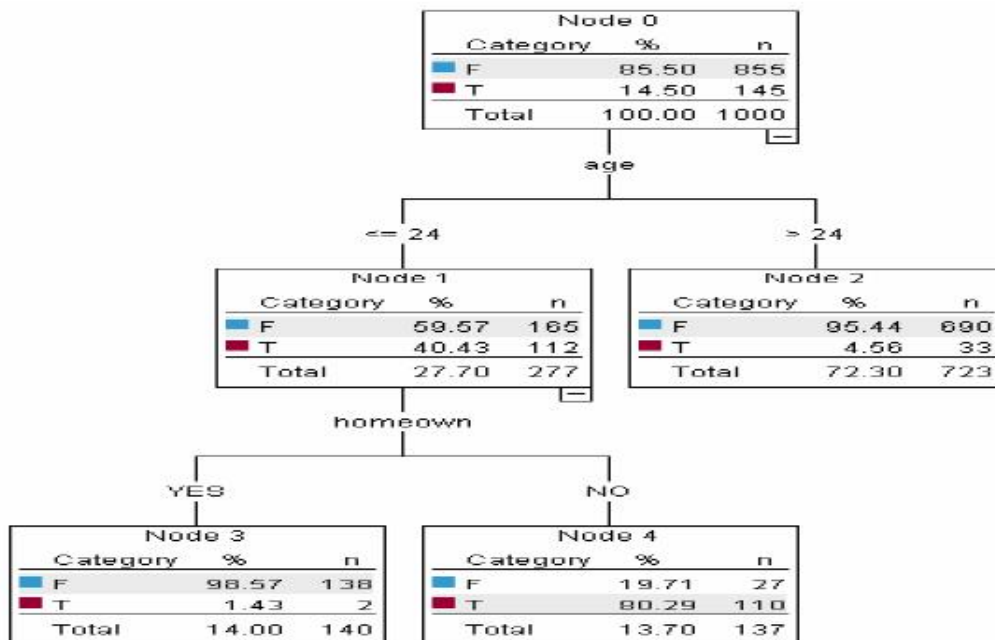 Node 0
Category % n
F 85.50 855
T 14.50 145
Total 100.00 1000
age
<= 24
> 24
Node 1
Category % n
F 59.57 165
T 40.43 112
Total 27.70 277
Node 2
Category % n
F 95.44 690
T 4.56 33
Total 72.30 723
homeown
YES
NO
Node 3
Category % n
F 98.57 138
T 1.43 2
Total 14.00 140
Node 4
Category % n
F 19.71 27
T 80.29 110
Total 13.70 137